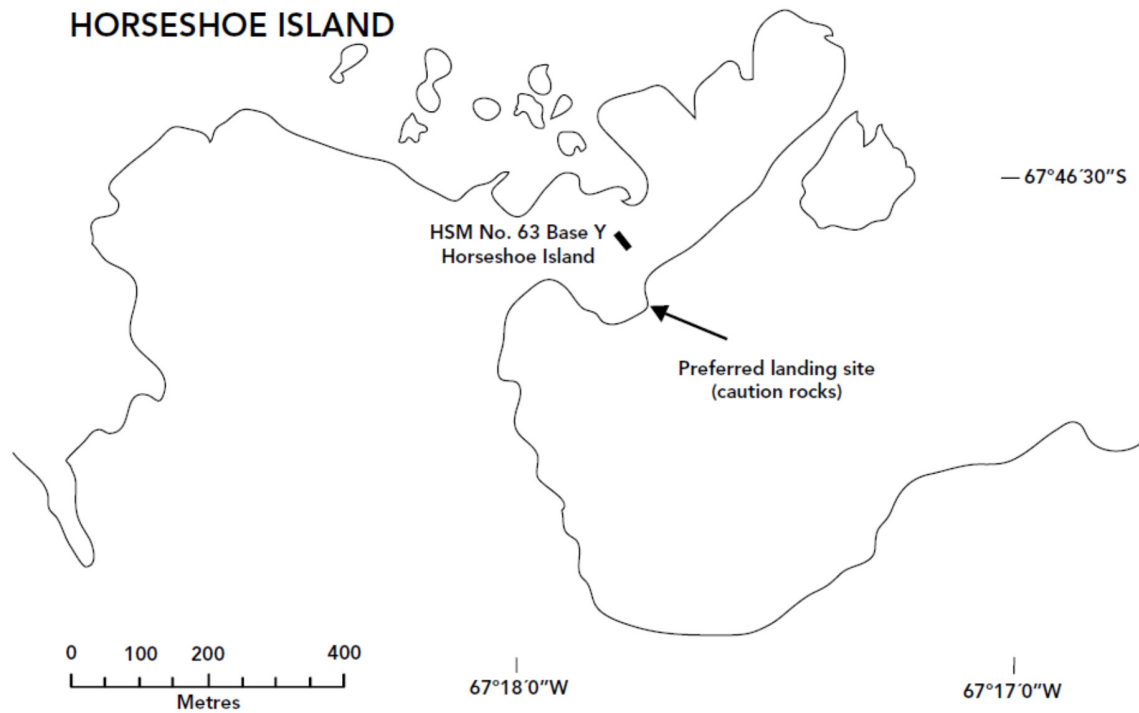 HORSESHOE ISLAND
67°46´30”S
HSM No. 63 Base Y
Horseshoe Island
Preferred landing site
(caution rocks)
0 100 200 400
Metres
67°18´0”W
67°17´0”W